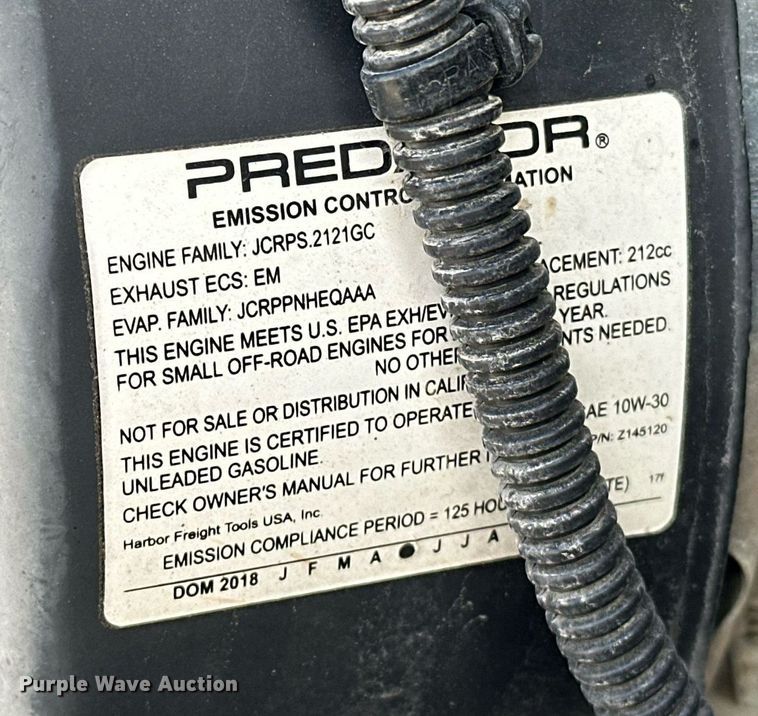 PRED OR®
EMISSION CONTRO ATION
ENGINE FAMILY: JCRPS.2121GC
EXHAUST ECS: EM ACEMENT: 212cc
EVAP. FAMILY: JCRPPNHEQAAA
THIS ENGINE MEETS U.S. EPA EXH/EV REGULATIONS
FOR SMALL OFF-ROAD ENGINES FOR YEAR.
NO OTHE NTS NEEDED.
NOT FOR SALE OR DISTRIBUTION IN CALIF
THIS ENGINE IS CERTIFIED TO OPERATE AE 10W-30
UNLEADED GASOLINE. P/N: Z145120
CHECK OWNER'S MANUAL FOR FURTHER
Harbor Freight Tools USA, Inc. 17f
EMISSION COMPLIANCE PERIOD = 125 HOU TE)
DOM 2018 J F M A ● J J A
Purple Wave Auction